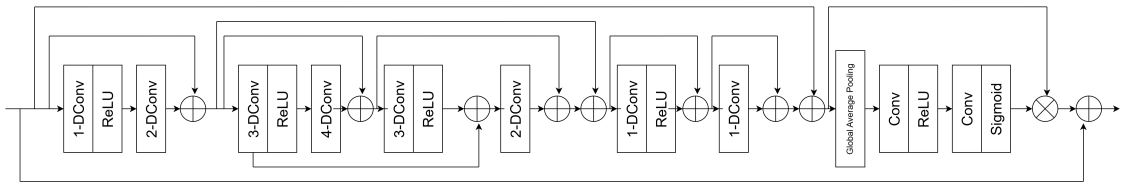 1-DConv
ReLU
2-DConv
3-DConv
ReLU
4-DConv
3-DConv
ReLU
2-DConv
1-DConv
ReLU
1-DConv
Global Average Pooling
Conv
ReLU
Conv
Sigmoid